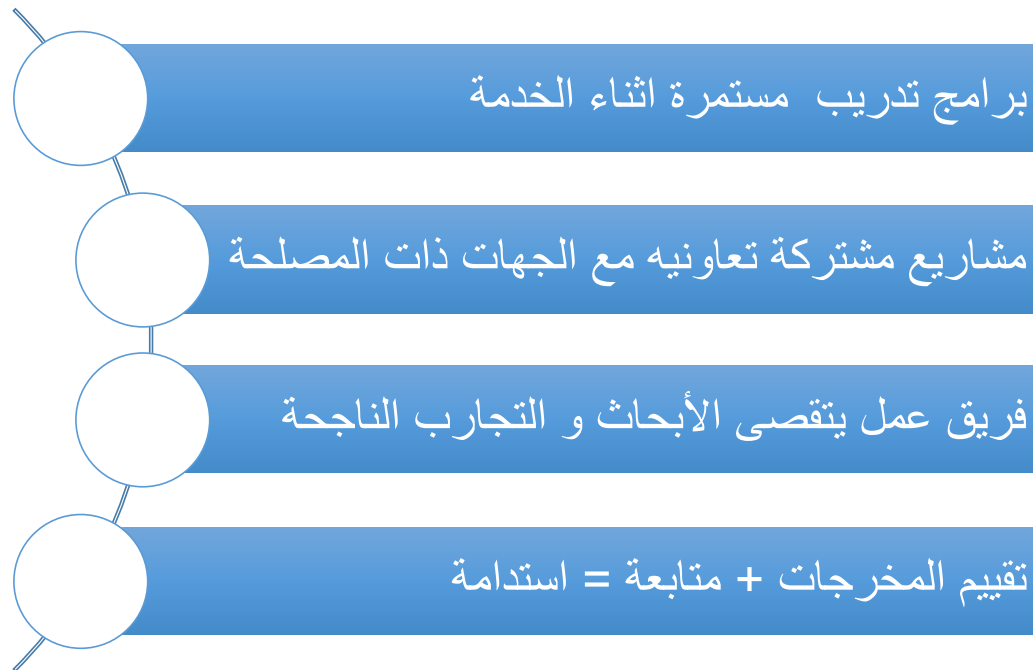 برامج تدريب مستمرة اثناء الخدمة
مشاريع مشتركة تعاونيه مع الجهات ذات المصلحة
فريق عمل يتقصى الأبحاث و التجارب الناجحة
تقييم المخرجات + متابعة = استدامة